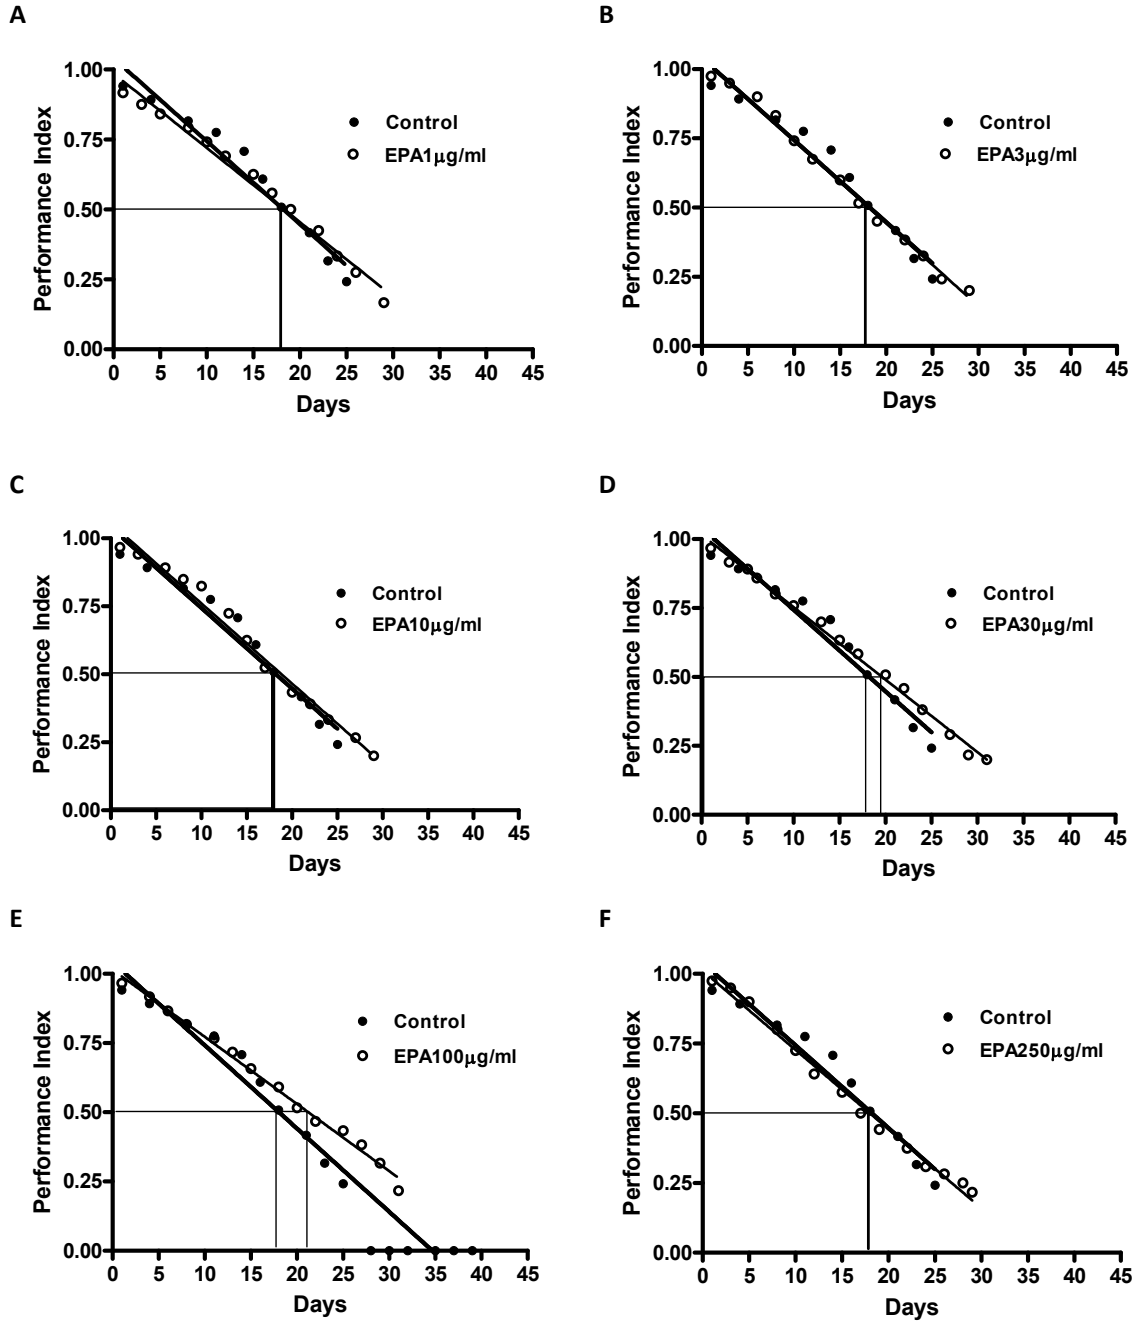 A
Performance Index
1.00
0.75
0.50
0.25
0.00
0 5 10 15 20 25 30 35 40 45
Days
Control
EPA1µg/ml
B
Performance Index
1.00
0.75
0.50
0.25
0.00
0 5 10 15 20 25 30 35 40 45
Days
Control
EPA3µg/ml
C
Performance Index
1.00
0.75
0.50
0.25
0.00
0 5 10 15 20 25 30 35 40 45
Days
Control
EPA10µg/ml
D
Performance Index
1.00
0.75
0.50
0.25
0.00
0 5 10 15 20 25 30 35 40 45
Days
Control
EPA30µg/ml
E
Performance Index
1.00
0.75
0.50
0.25
0.00
0 5 10 15 20 25 30 35 40 45
Days
Control
EPA100µg/ml
F
Performance Index
1.00
0.75
0.50
0.25
0.00
0 5 10 15 20 25 30 35 40 45
Days
Control
EPA250µg/ml